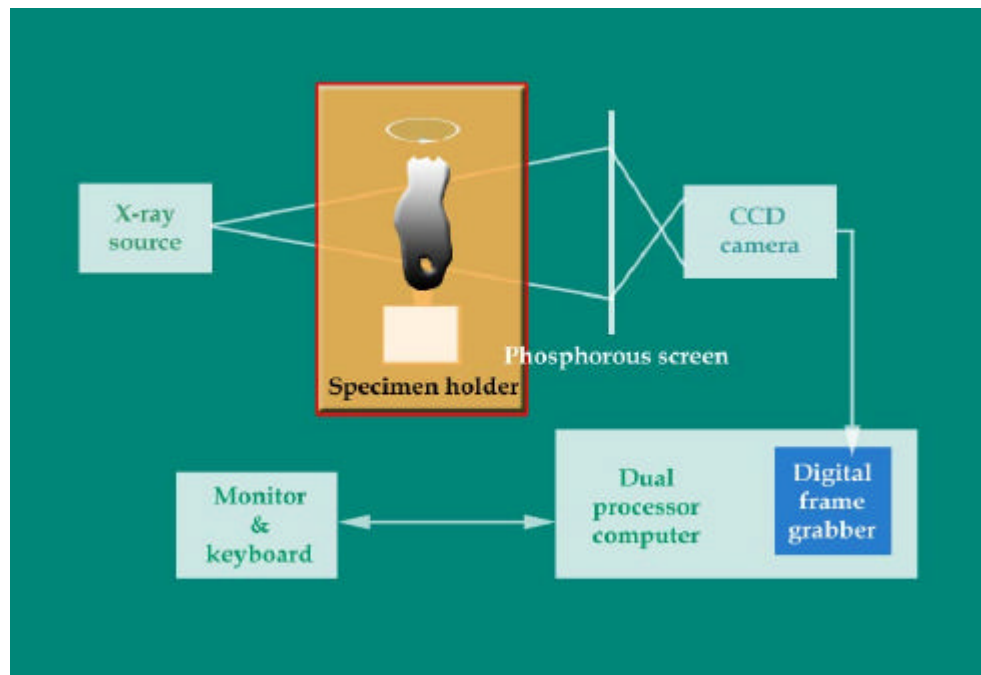 X-ray
source
Specimen holder
Phosphorous screen
CCD
camera
Monitor
&
keyboard
Dual
processor
computer
Digital
frame
grabber